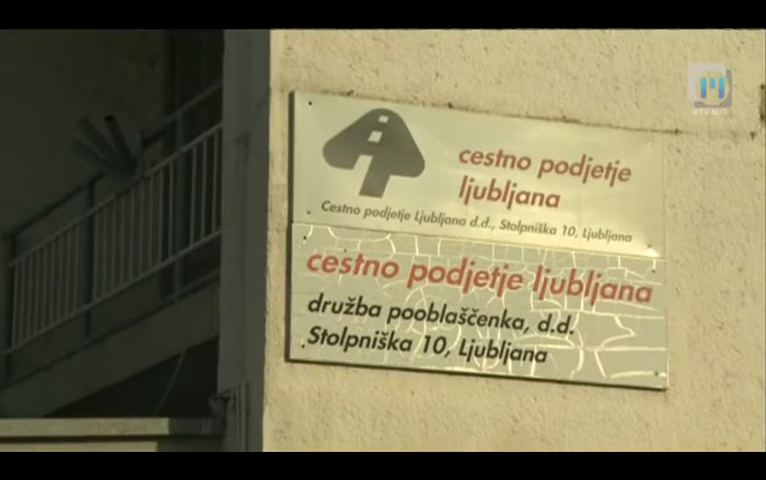 cestno podjetje
ljubljana
Cestno podjetje Ljubljana d.d., Stolpniška 10, Ljubljana
cestno podjetje ljubljana
družba pooblaščenka, d.d.
Stolpniška 10, Ljubljana